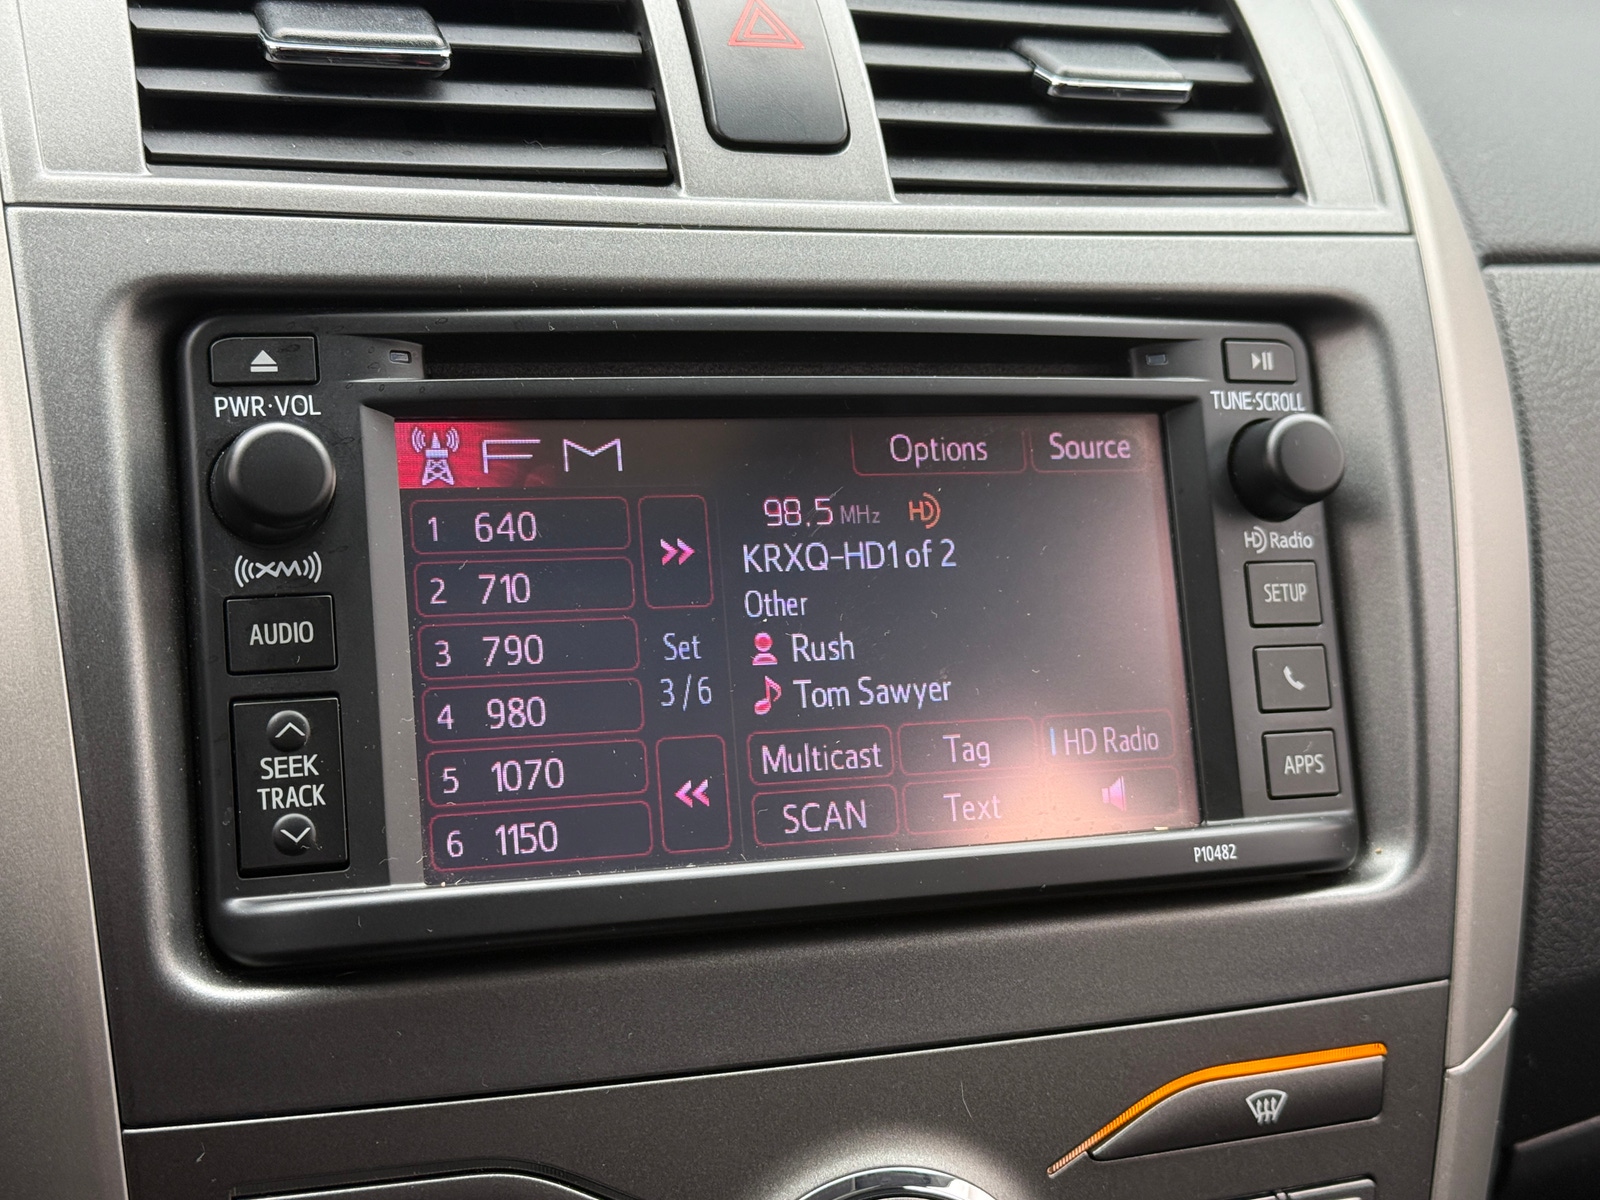 PWR·VOL
TUNE·SCROLL
FM
Options
Source
1 640
2 710
3 790
4 980
5 1070
6 1150
Set
3/6
98.5 MHz HD
KRXQ-HD1 of 2
Other
Rush
Tom Sawyer
Multicast
Tag
HD Radio
SCAN
Text
((XM))
AUDIO
SEEK
TRACK
HD Radio
SETUP
APPS
P10482